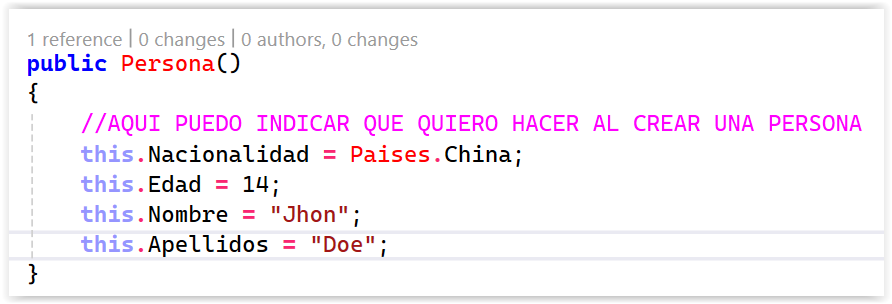 1 reference | 0 changes | 0 authors, 0 changes
public Persona()
{
//AQUI PUEDO INDICAR QUE QUIERO HACER AL CREAR UNA PERSONA
this.Nacionalidad = Paises.China;
this.Edad = 14;
this.Nombre = "Jhon";
this.Apellidos = "Doe";
}